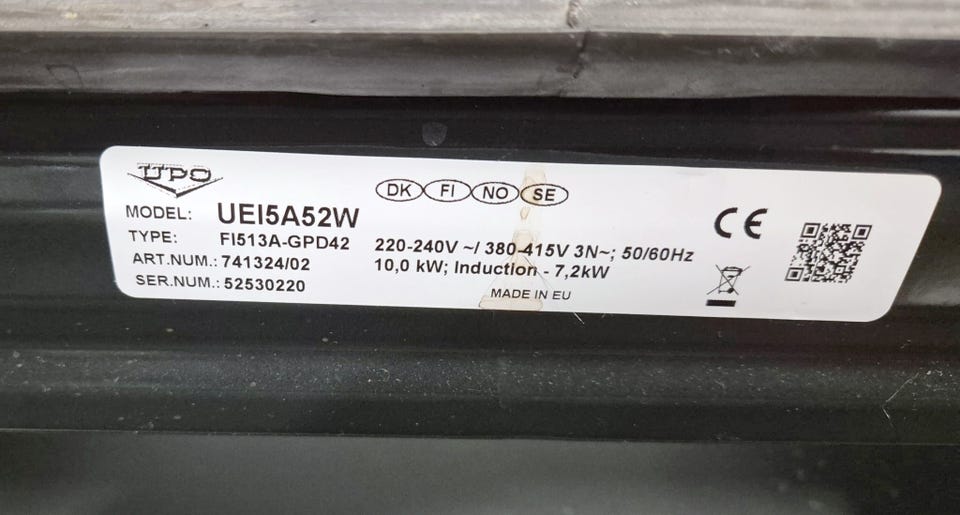 UPO
DK FI NO SE
MODEL: UEI5A52W
TYPE: FI513A-GPD42
ART.NUM.: 741324/02
SER.NUM.: 52530220
220-240V ~/ 380-415V 3N~; 50/60Hz
10,0 kW; Induction - 7,2kW
MADE IN EU
CE